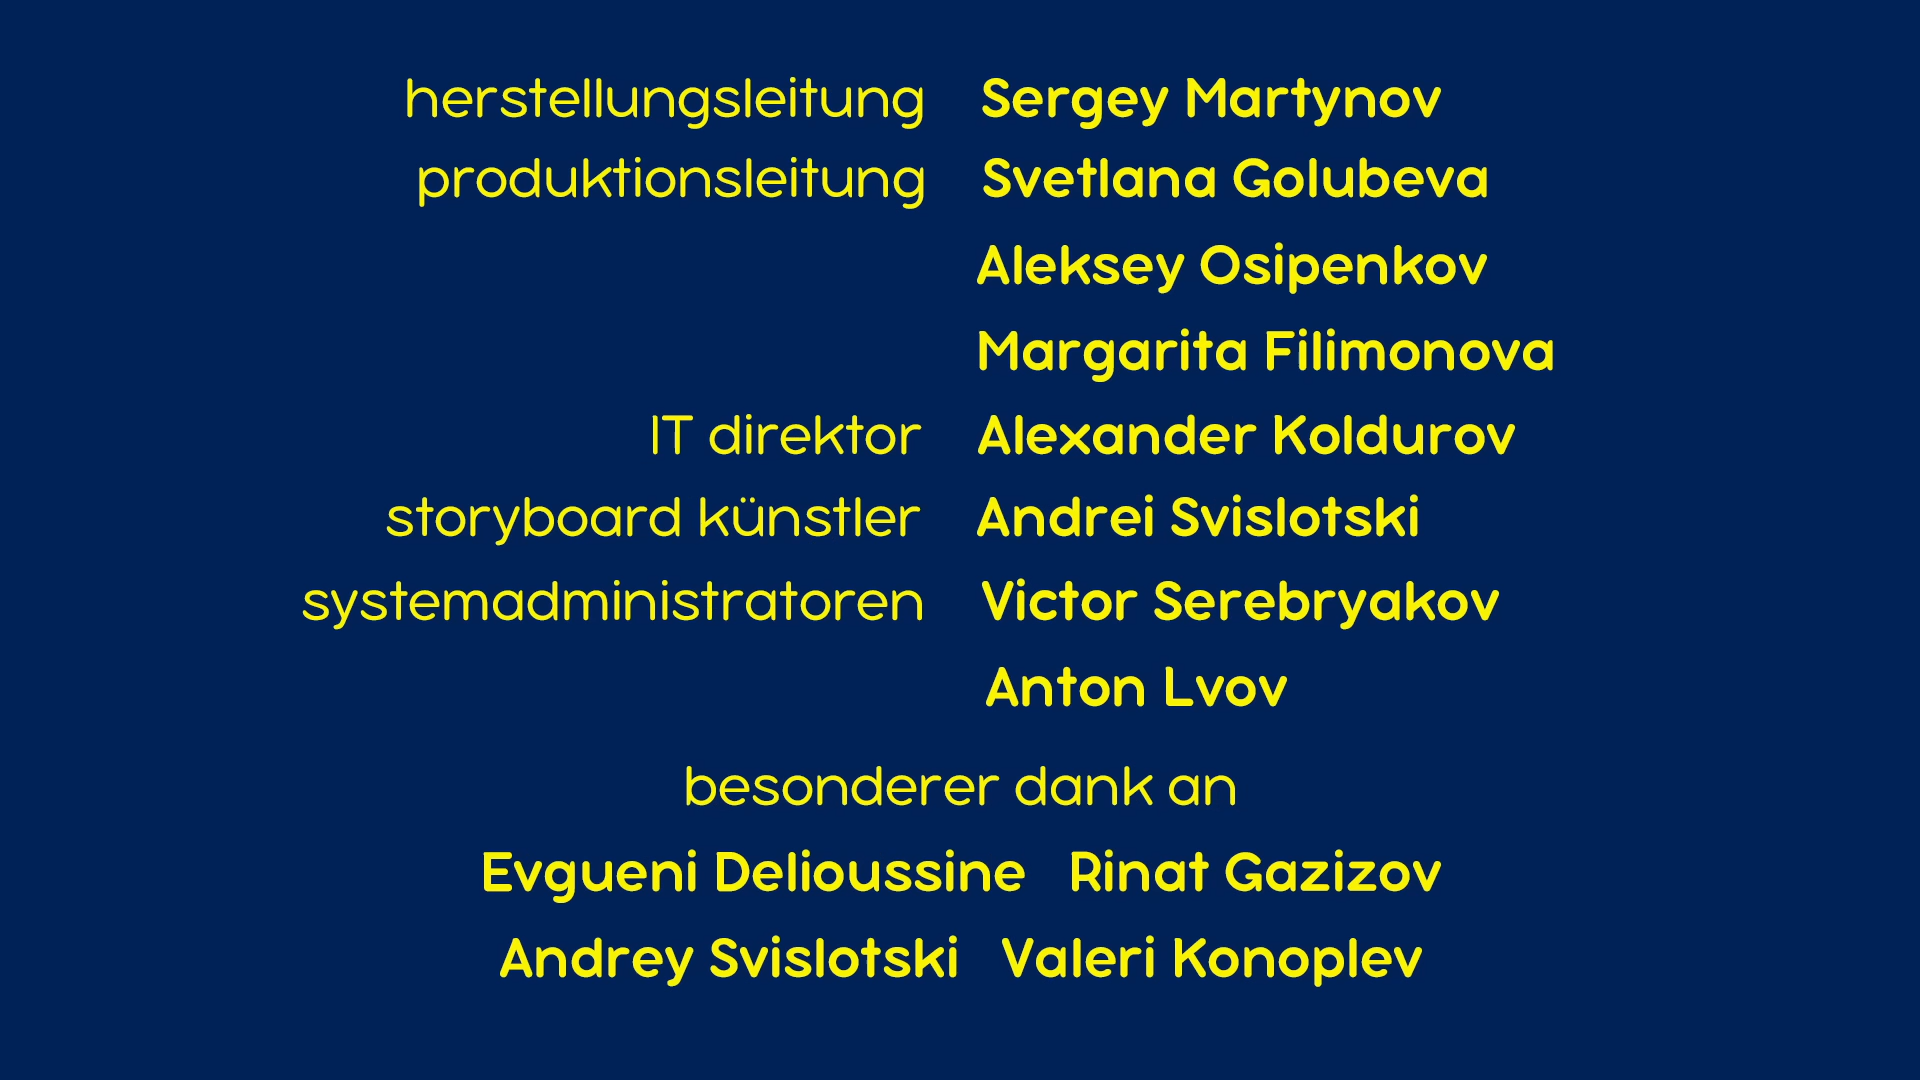 herstellungsleitung Sergey Martynov
produktionsleitung Svetlana Golubeva
Aleksey Osipenkov
Margarita Filimonova
IT direktor Alexander Koldurov
storyboard künstler Andrei Svislotski
systemadministratoren Victor Serebryakov
Anton Lvov
besonderer dank an
Evgueni Delioussine Rinat Gazizov
Andrey Svislotski Valeri Konoplev